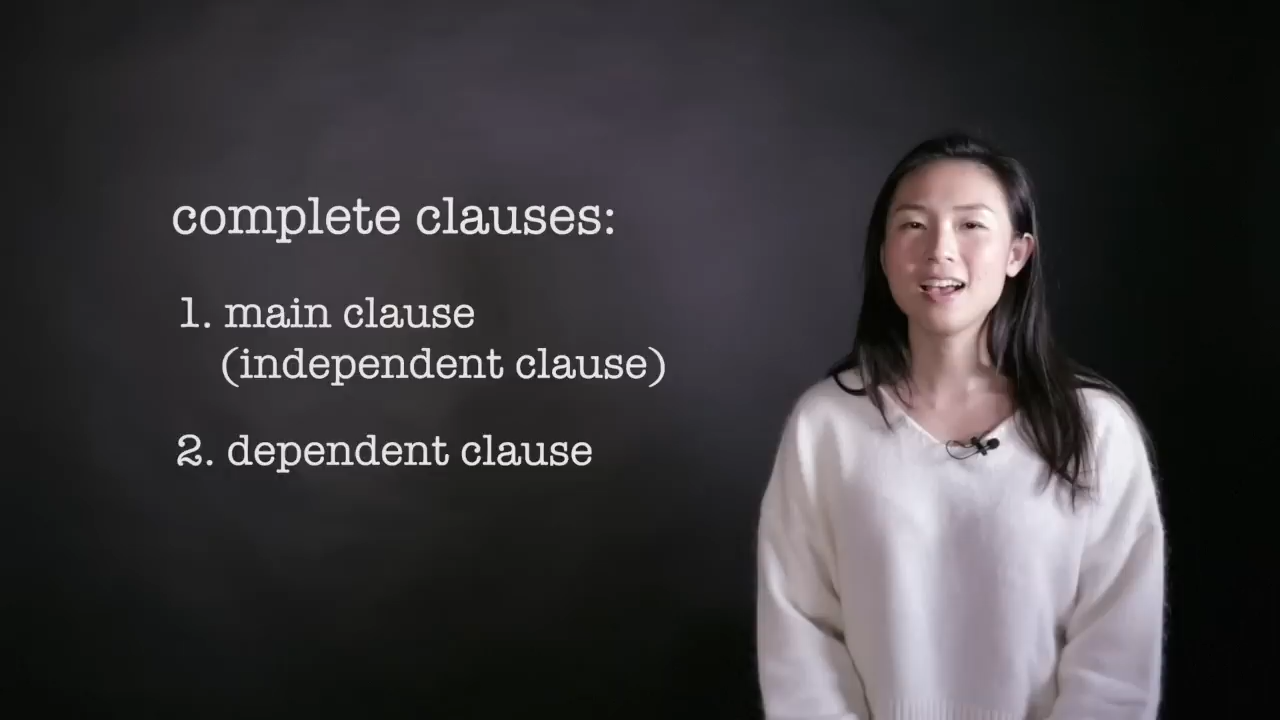 complete clauses:
1. main clause
(independent clause)
2. dependent clause